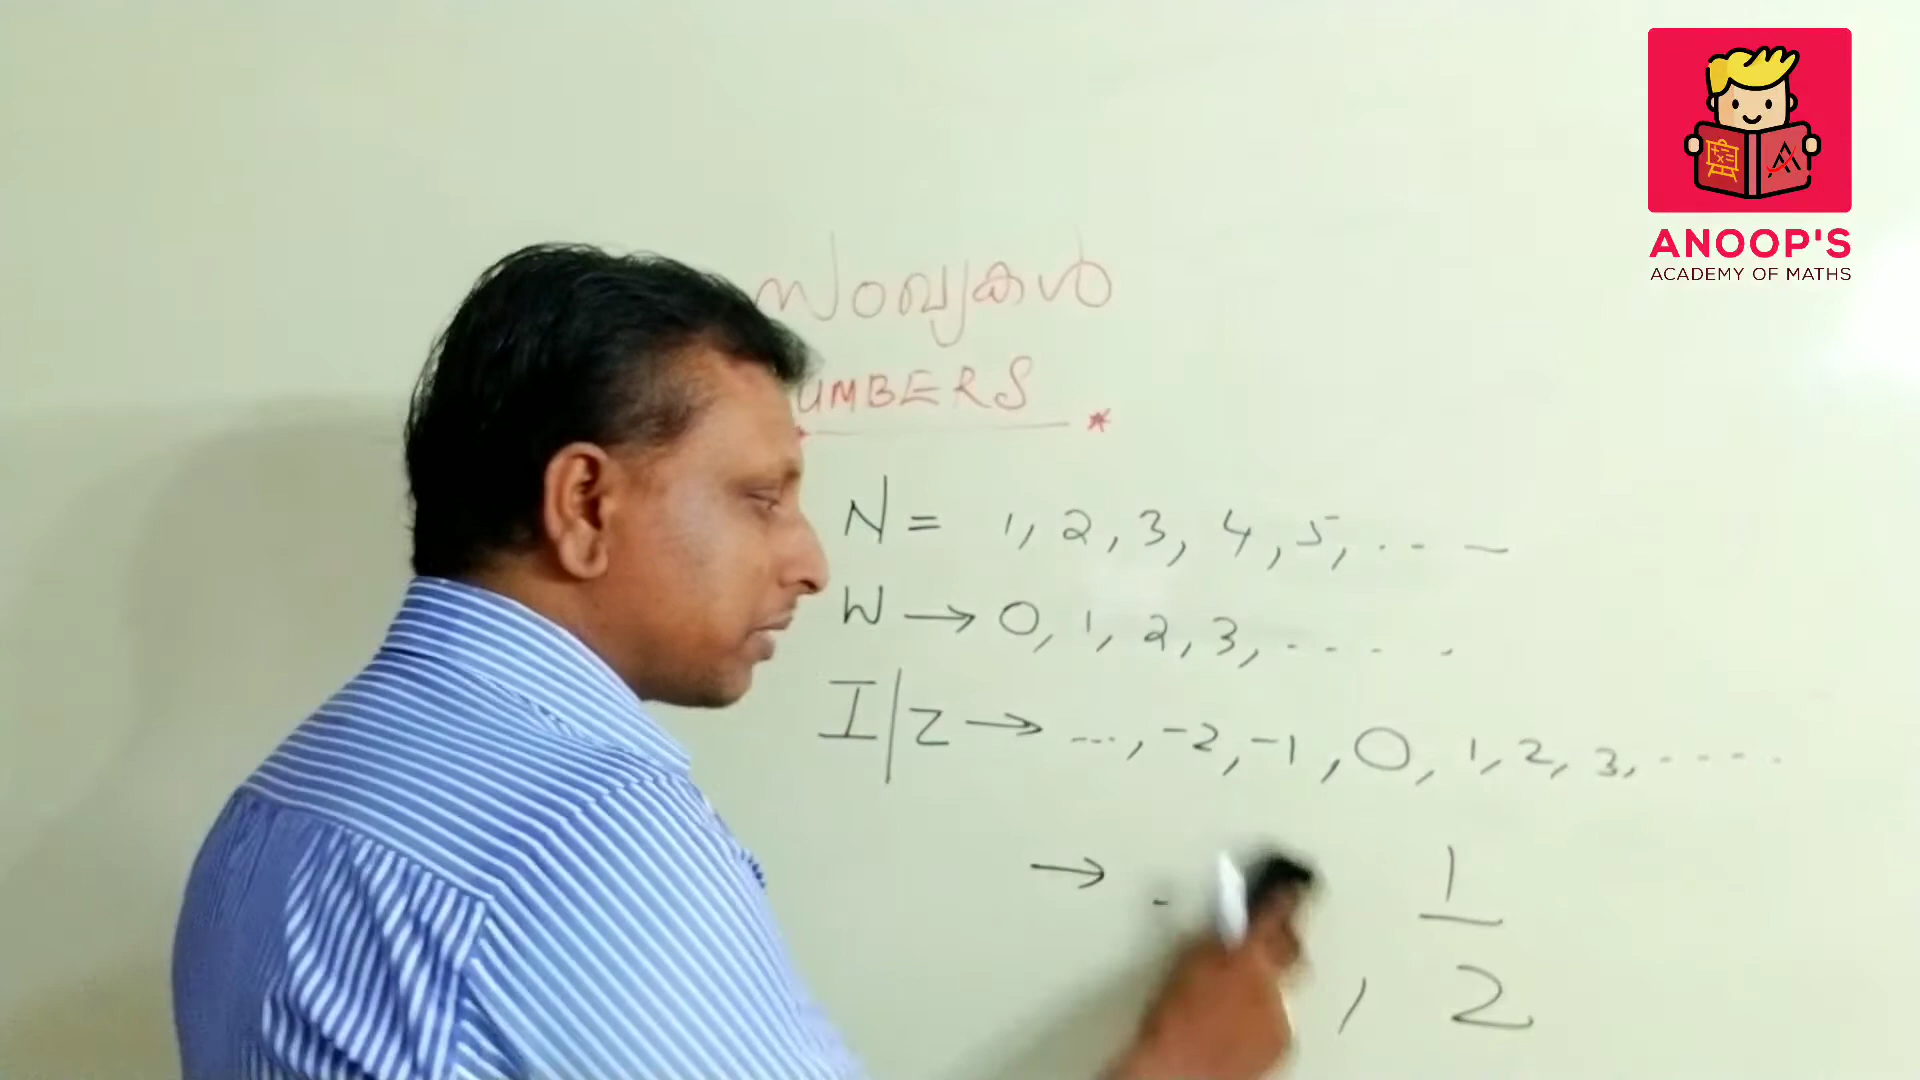 ANOOP'S
ACADEMY OF MATHS
സംഖ്യകൾ
UMBERS
N = 1, 2, 3, 4, 5, . . –
W → 0, 1, 2, 3, . . . . .
I/Z → ..., -2, -1, 0, 1, 2, 3, . . . . .
→ . , 1/2